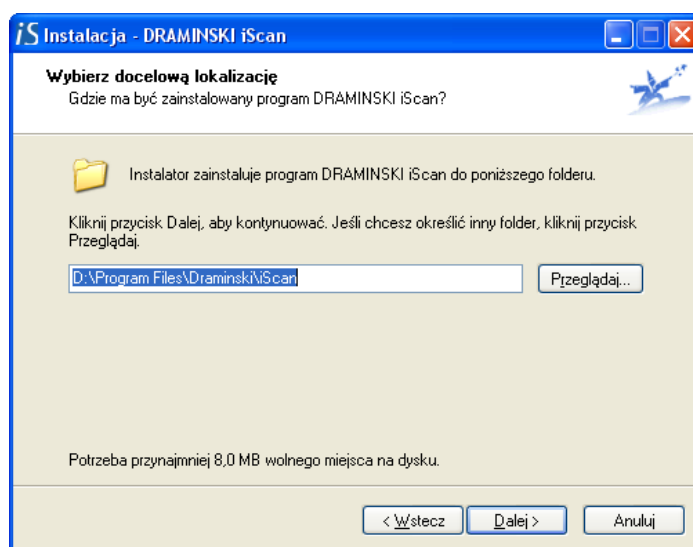 iS Instalacja - DRAMINSKI iScan
Wybierz docelową lokalizację
Gdzie ma być zainstalowany program DRAMINSKI iScan?
Instalator zainstaluje program DRAMINSKI iScan do poniższego folderu.
Kliknij przycisk Dalej, aby kontynuować. Jeśli chcesz określić inny folder, kliknij przycisk
Przeglądaj.
D:\Program Files\Draminski\iScan
Przeglądaj...
Potrzeba przynajmniej 8,0 MB wolnego miejsca na dysku.
< Wstecz
Dalej >
Anuluj